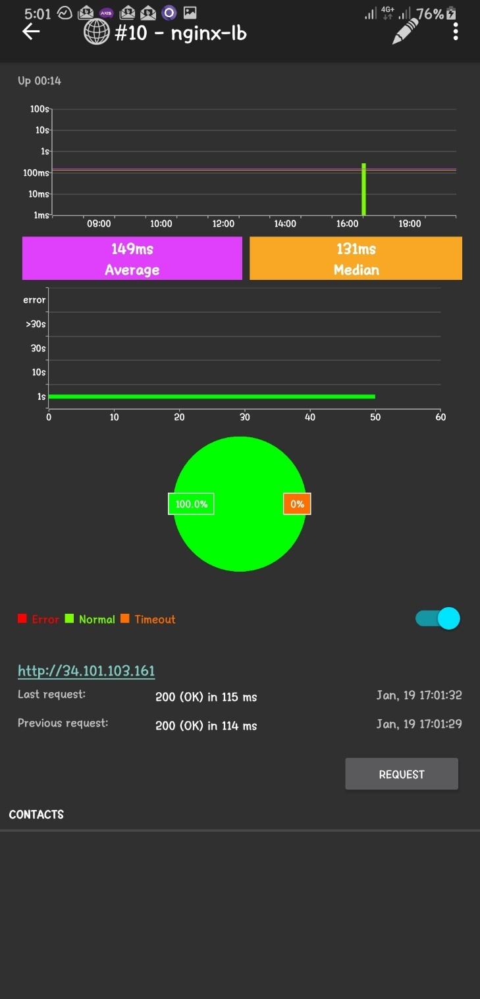 5:01 AXIS 4G+ 76%
#10 - nginx-lb
Up 00:14
100s
10s
1s
100ms
10ms
1ms
08:00 10:00 12:00 14:00 16:00 18:00
149ms 131ms
Average Median
error
>30s
30s
10s
1s
0 10 20 30 40 50 60
100.0% 0%
Error Normal Timeout
http://34.101.103.161
Last request: 200 (OK) in 115 ms Jan, 19 17:01:32
Previous request: 200 (OK) in 114 ms Jan, 19 17:01:29
REQUEST
CONTACTS